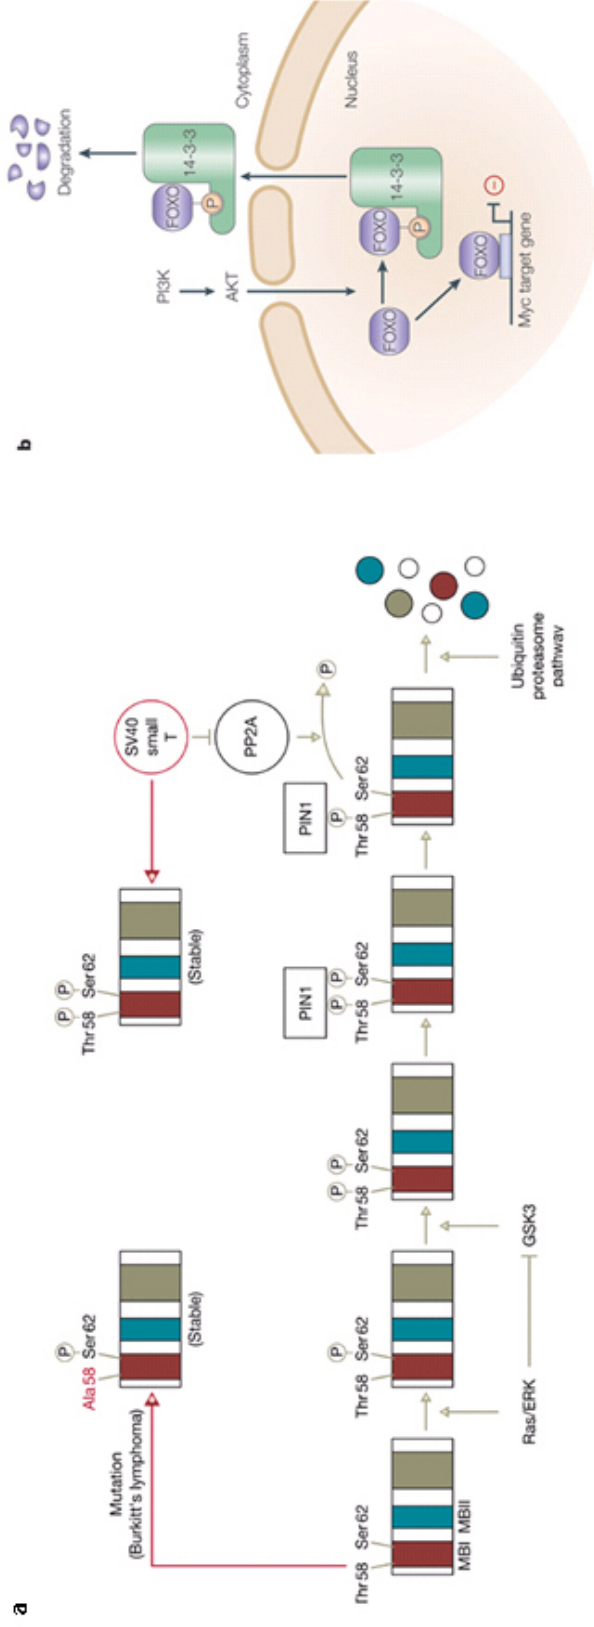 a
Mutation
(Burkitt's lymphoma)
Ala58
P
Ser62
(Stable)
P
P
Thr58
Ser62
(Stable)
SV40
small
T
PP2A
Thr58
Ser62
MBI
MBII
P
Thr58
Ser62
P
P
Thr58
Ser62
PIN1
P
P
Thr58
Ser62
PIN1
P
Thr58
Ser62
P
Ras/ERK
GSK3
Ubiquitin
proteasome
pathway
b
Degradation
PI3K
AKT
FOXO
P
14-3-3
Cytoplasm
Nucleus
FOXO
FOXO
P
14-3-3
FOXO
Myc target gene